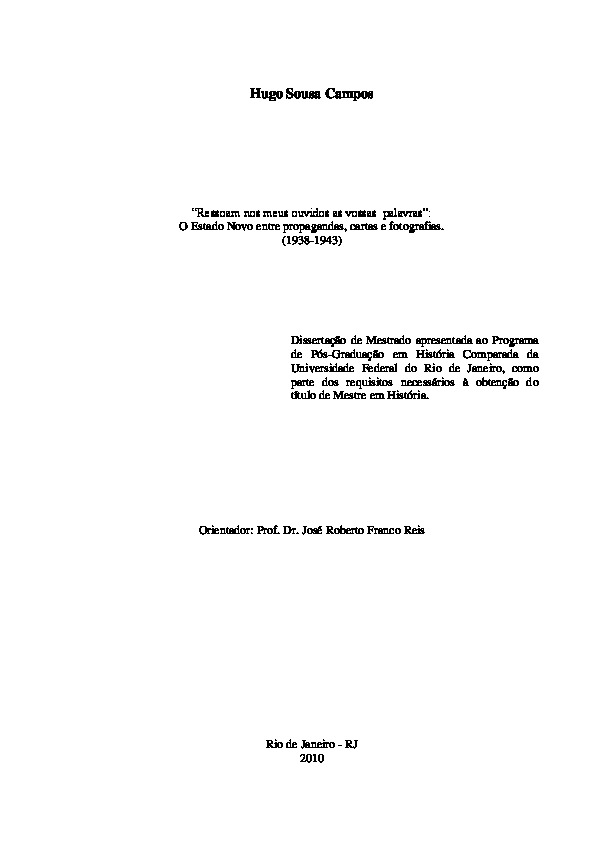 Hugo Sousa Campos
“Ressoam nos meus ouvidos as vossas palavras”:
O Estado Novo entre propagandas, cartas e fotografias.
(1938-1943)
Dissertação de Mestrado apresentada ao Programa
de Pós-Graduação em História Comparada da
Universidade Federal do Rio de Janeiro, como
parte dos requisitos necessários à obtenção do
título de Mestre em História.
Orientador: Prof. Dr. José Roberto Franco Reis
Rio de Janeiro - RJ
2010